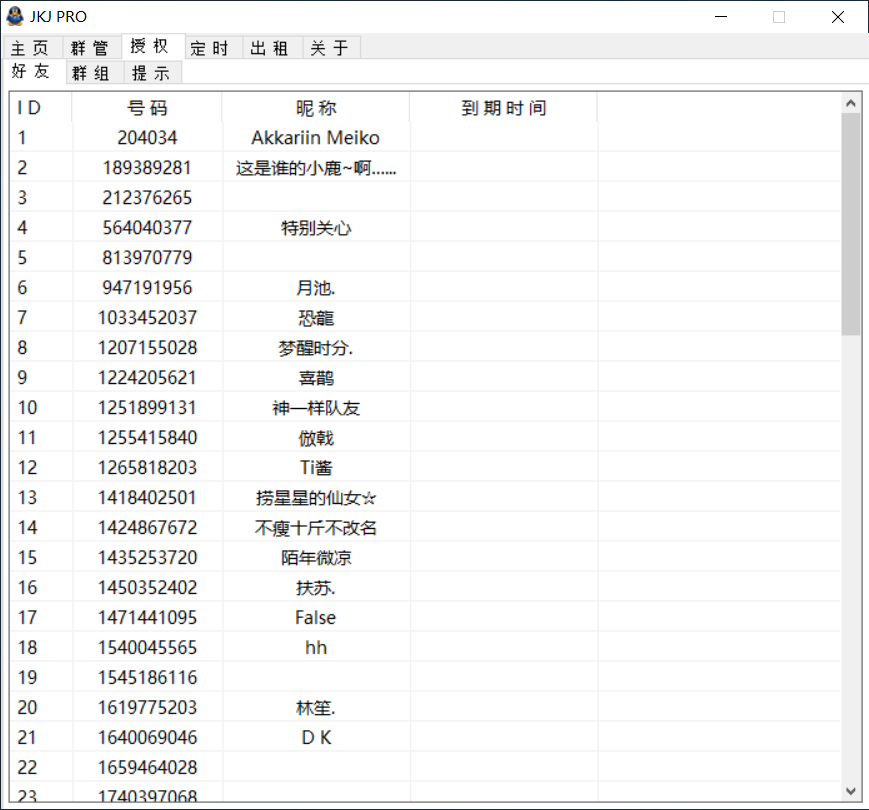 JKJ PRO
主页 群管 授权 定时 出租 关于
好友 群组 提示
ID 号码 昵称 到期时间
1 204034 Akkariin Meiko
2 189389281 这是谁的小鹿~啊......
3 212376265
4 564040377 特别关心
5 813970779
6 947191956 月池.
7 1033452037 恐龍
8 1207155028 梦醒时分.
9 1224205621 喜鹊
10 1251899131 神一样队友
11 1255415840 倣戟
12 1265818203 Ti酱
13 1418402501 捞星星的仙女☆
14 1424867672 不瘦十斤不改名
15 1435253720 陌年微凉
16 1450352402 扶苏.
17 1471441095 False
18 1540045565 hh
19 1545186116
20 1619775203 林笙.
21 1640069046 D K
22 1659464028
23 1740397068